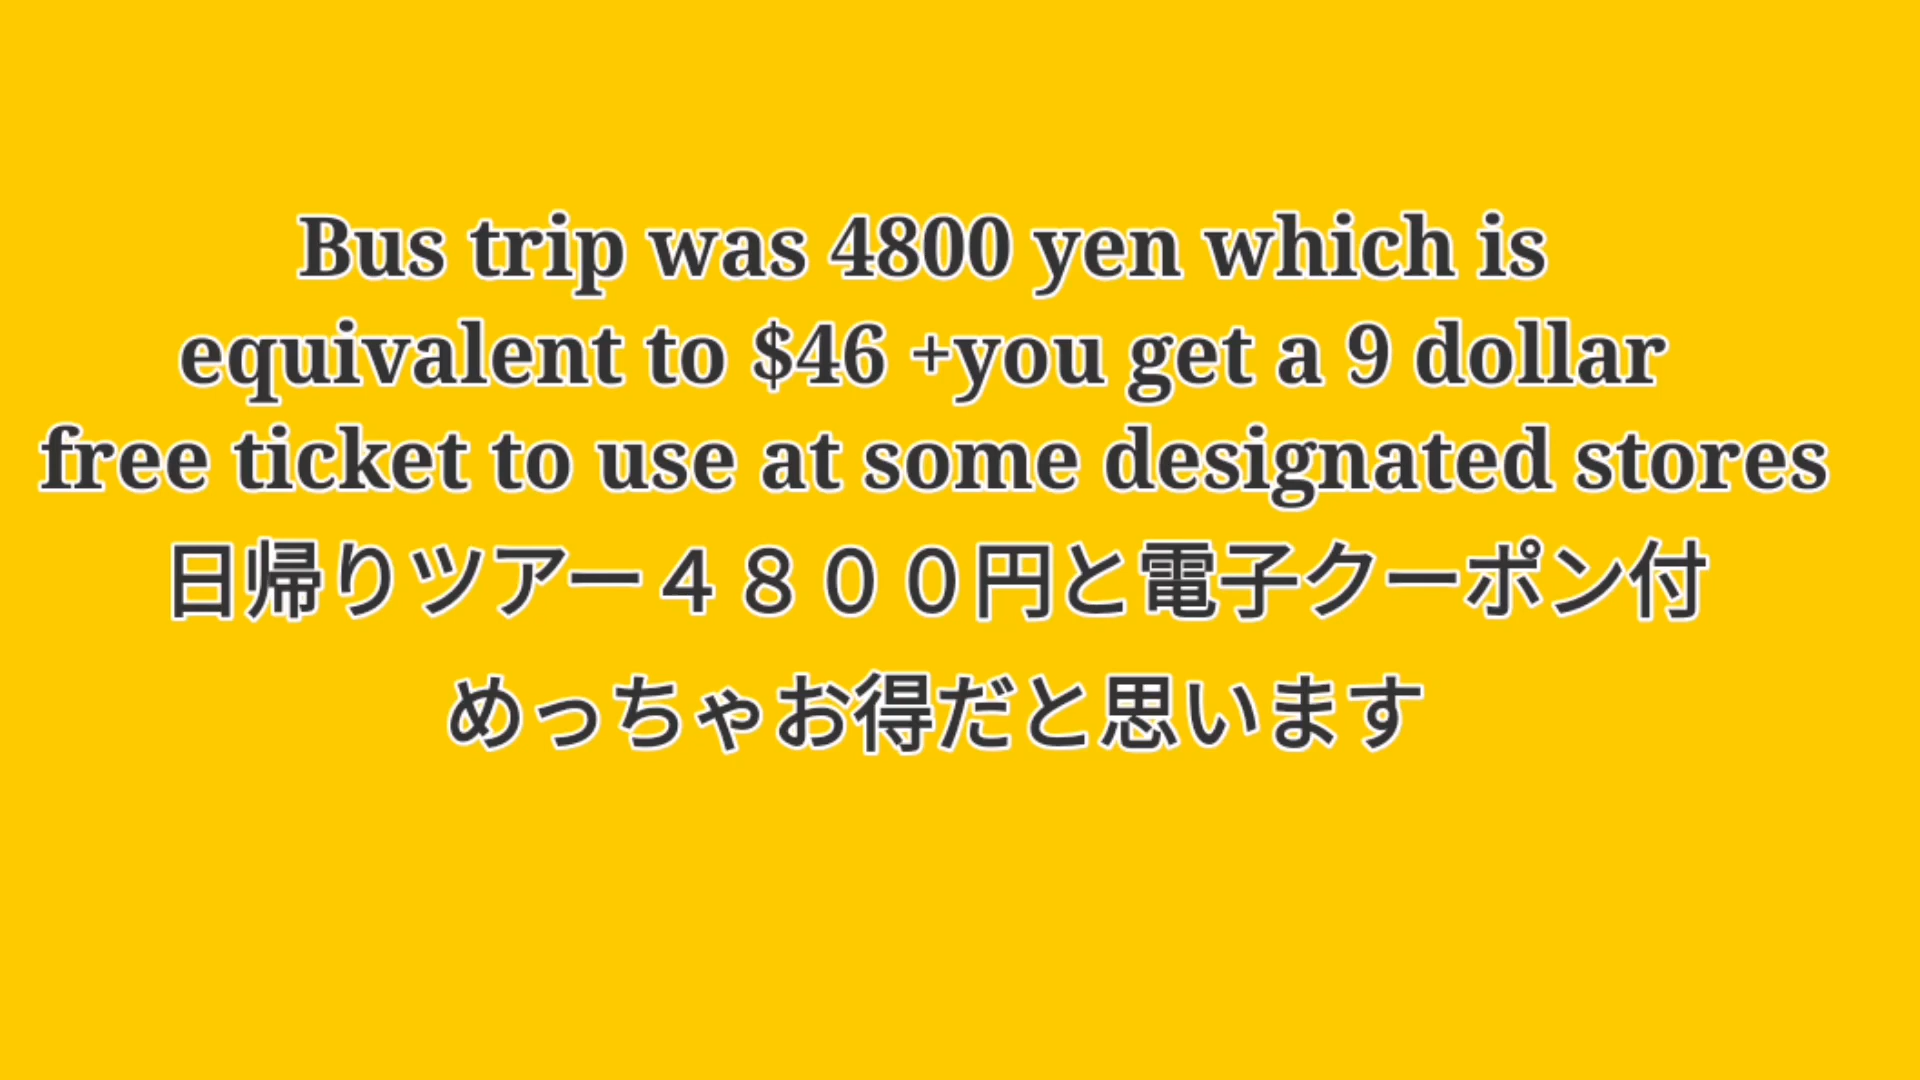 Bus trip was 4800 yen which is
equivalent to $46 +you get a 9 dollar
free ticket to use at some designated stores
日帰りツアー４８００円と電子クーポン付
めっちゃお得だと思います